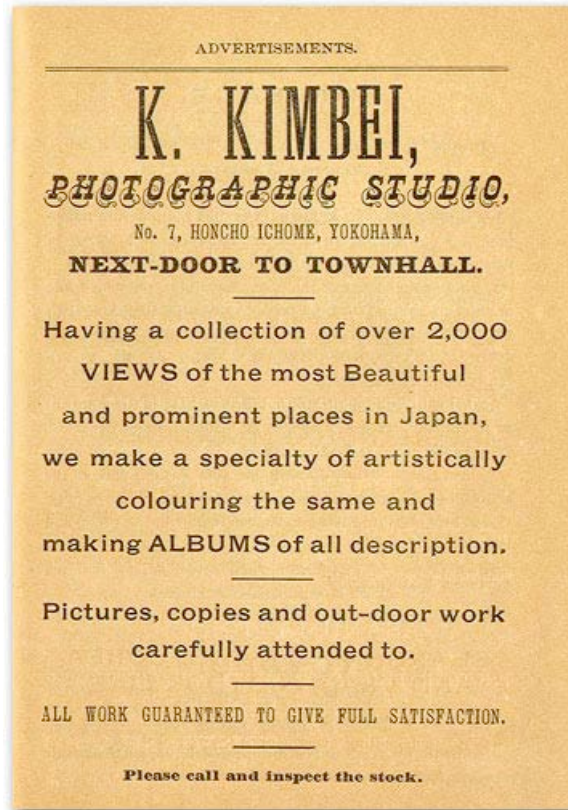 ADVERTISEMENTS.
K. KIMBEI,
PHOTOGRAPHIC STUDIO,
No. 7, HONCHO ICHOME, YOKOHAMA,
NEXT-DOOR TO TOWNHALL.
Having a collection of over 2,000
VIEWS of the most Beautiful
and prominent places in Japan,
we make a specialty of artistically
colouring the same and
making ALBUMS of all description.
Pictures, copies and out-door work
carefully attended to.
ALL WORK GUARANTEED TO GIVE FULL SATISFACTION.
Please call and inspect the stock.